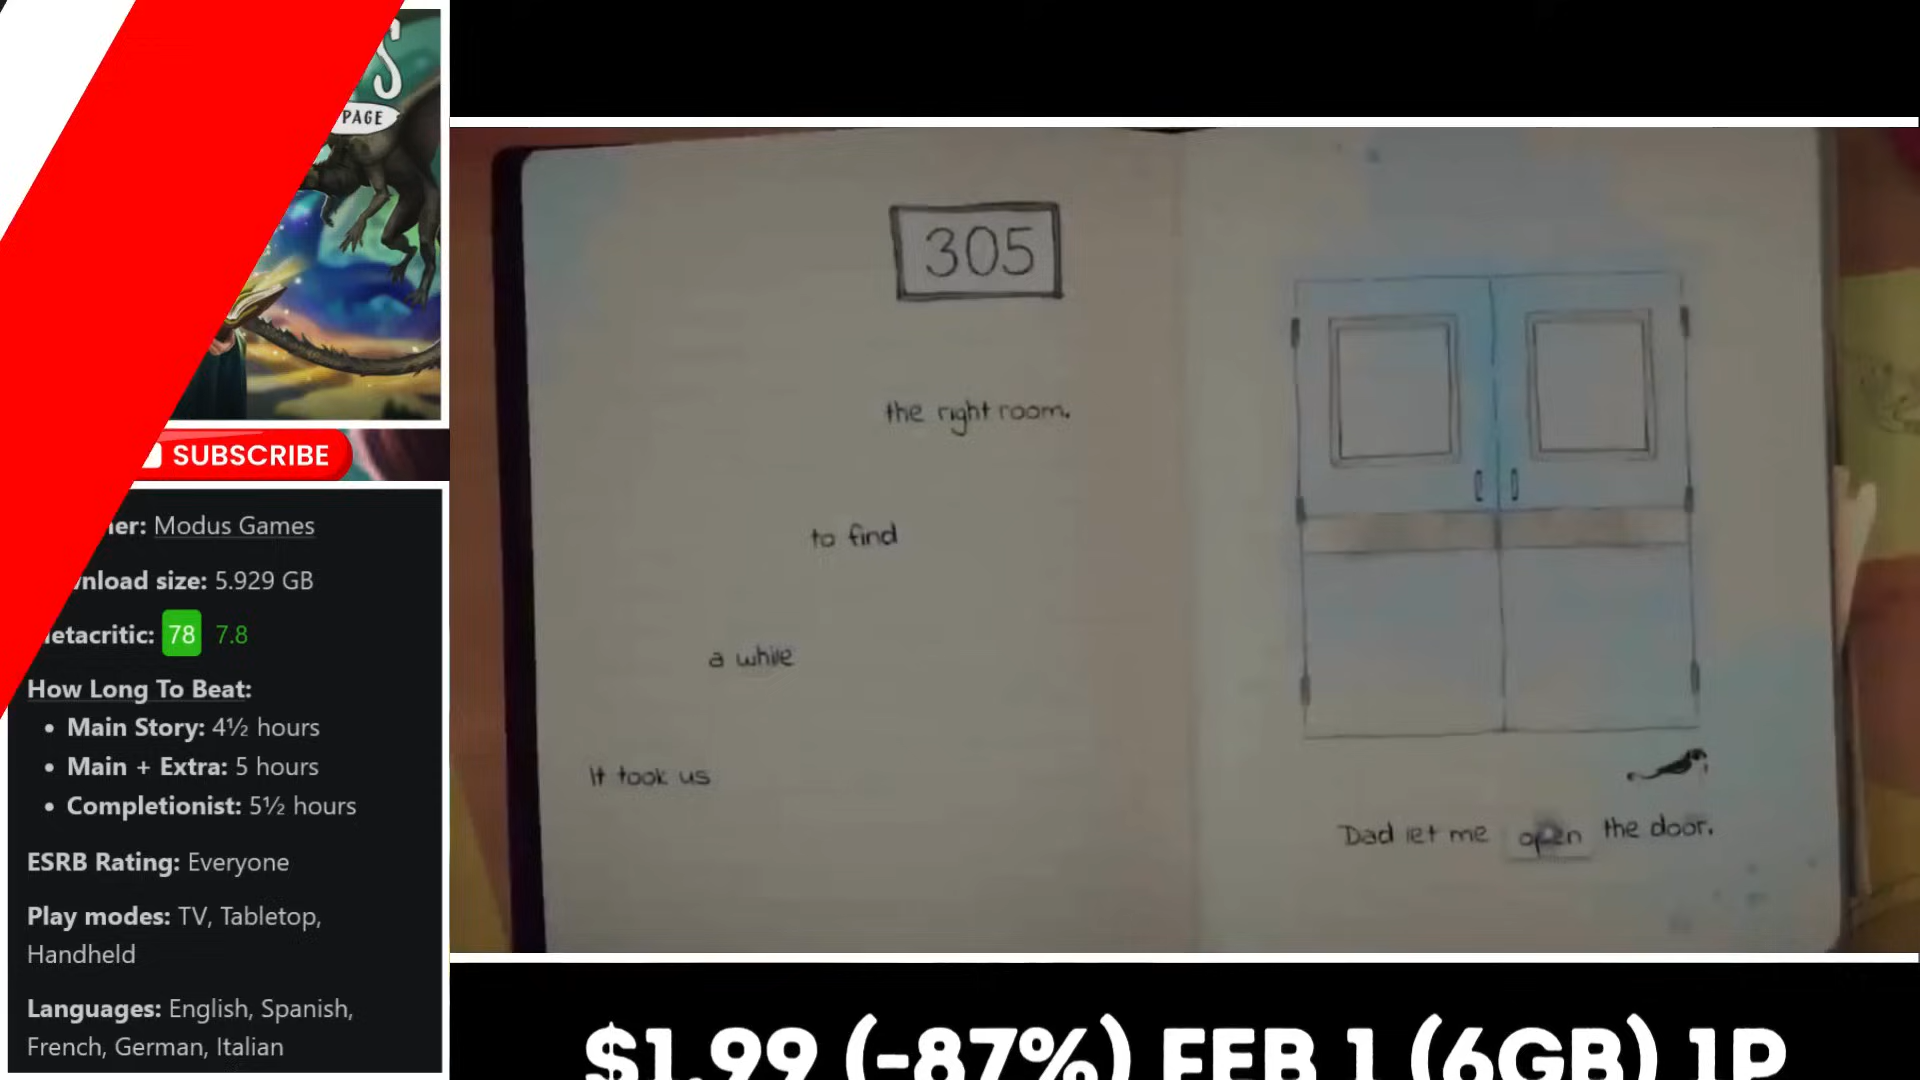 S
PAGE
SUBSCRIBE
er: Modus Games
nload size: 5.929 GB
etacritic: 78 7.8
How Long To Beat:
• Main Story: 4½ hours
• Main + Extra: 5 hours
• Completionist: 5½ hours
ESRB Rating: Everyone
Play modes: TV, Tabletop,
Handheld
Languages: English, Spanish,
French, German, Italian
305
the right room.
to find
a while
It took us
Dad let me open the door.
$1.99 (-87%) FEB 1 (6GB) 1P